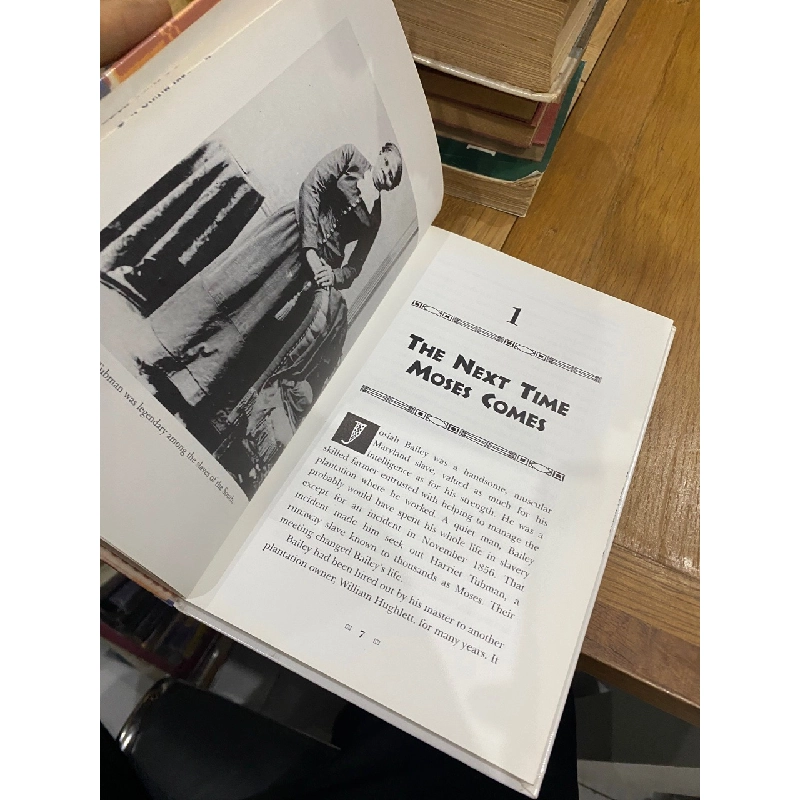 Tubman was legendary among the slaves of the South.
1
THE NEXT TIME
MOSES COMES
Josiah Bailey was a handsome, muscular
Maryland slave, valued as much for his
intelligence as for his strength. He was a
skilled farmer entrusted with helping to manage the
plantation where he worked. A quiet man, Bailey
probably would have spent his whole life in slavery
except for an incident in November 1856. That
incident made him seek out Harriet Tubman, a
runaway slave known to thousands as Moses. Their
meeting changed Bailey's life.
Bailey had been hired out by his master to another
plantation owner, William Hughlett, for many years. It
7